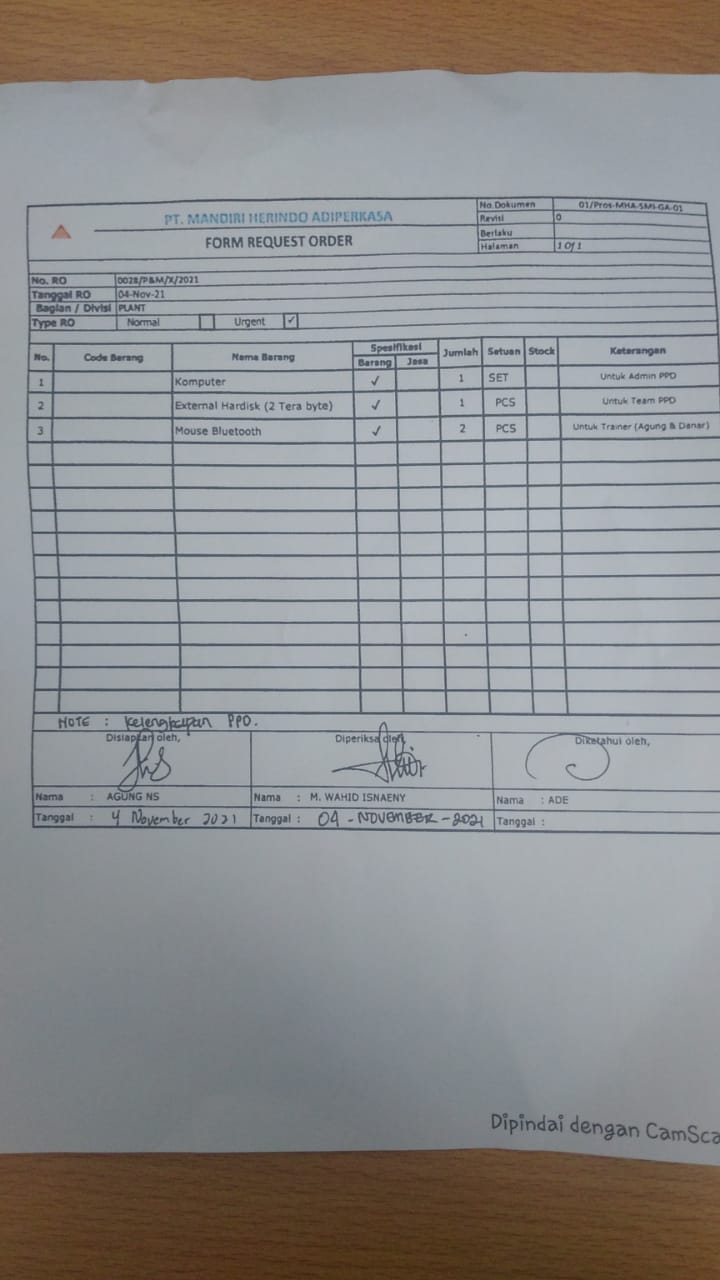 PT. MANDIRI HERINDO ADIPERKASA
FORM REQUEST ORDER
No. Dokumen 01/Pros-MHA-SMI-GA-01
Revisi 0
Berlaku
Halaman 1 Of 1
No. RO 0028/P&M/X/2021
Tanggal RO 04-Nov-21
Bagian / Divisi PLANT
Type RO Normal Urgent ✓
No. Code Barang Nama Barang Spesifikasi Jumlah Satuan Stock Keterangan
Barang Jasa
1 Komputer ✓ 1 SET Untuk Admin PPD
2 External Hardisk (2 Tera byte) ✓ 1 PCS Untuk Team PPD
3 Mouse Bluetooth ✓ 2 PCS Untuk Trainer (Agung & Danar)
NOTE : Kelengkapan PPD.
Disiapkan oleh, Diperiksa oleh, Diketahui oleh,
Nama : AGUNG NS Nama : M. WAHID ISNAENY Nama : ADE
Tanggal : 4 November 2021 Tanggal : 04 - NOVEMBER - 2021 Tanggal :
Dipindai dengan CamSca